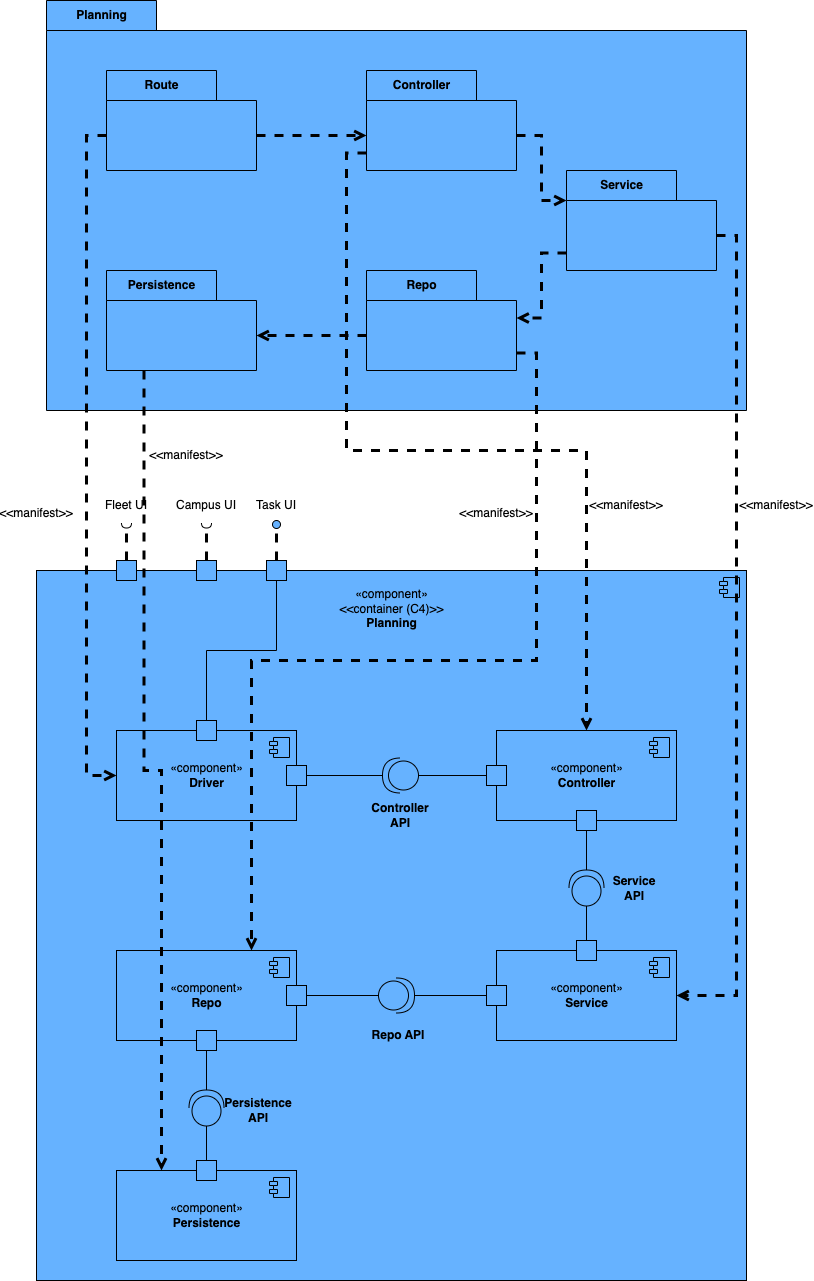 Planning
Route
Controller
Service
Persistence
Repo
<<manifest>>
<<manifest>>
<<manifest>>
<<manifest>>
<<manifest>>
Fleet UI
Campus UI
Task UI
«component»
<<container (C4)>>
Planning
«component»
Driver
Controller
API
«component»
Controller
Service
API
«component»
Repo
Repo API
«component»
Service
Persistence
API
«component»
Persistence